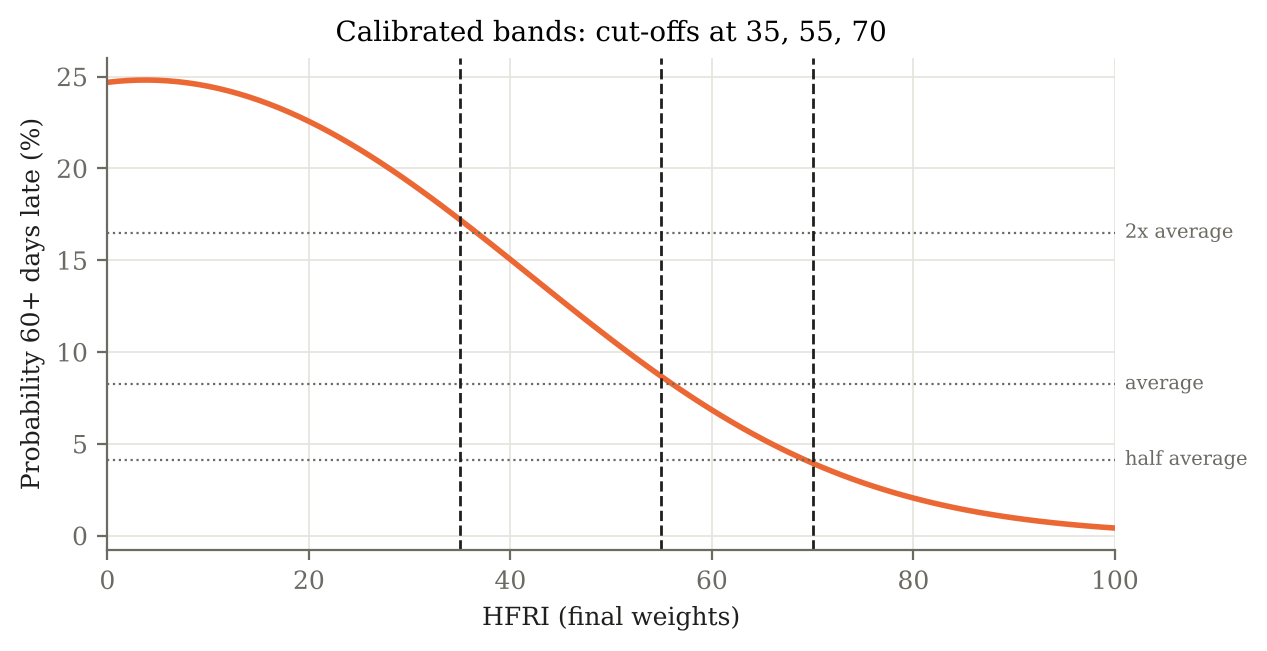 Calibrated bands: cut-offs at 35, 55, 70
Probability 60+ days late (%)
25
20
15
10
5
0
2x average
average
half average
0 20 40 60 80 100
HFRI (final weights)